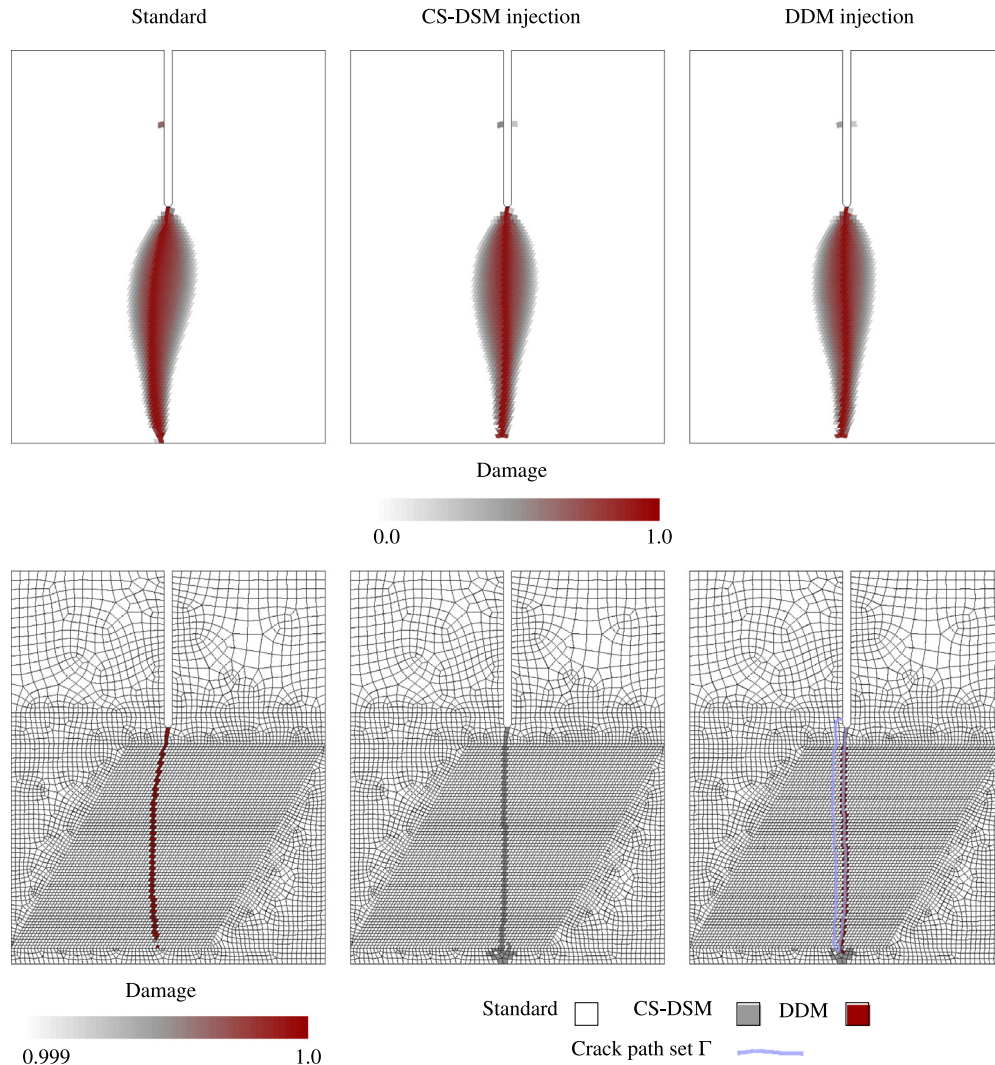 Standard CS-DSM injection DDM injection
Damage
0.0 1.0
Damage
0.999 1.0
Standard CS-DSM DDM
Crack path set Γ